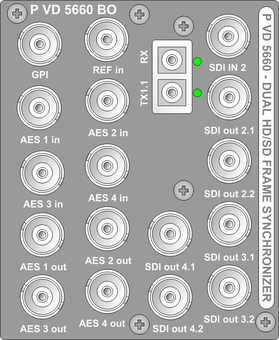 P VD 5660 BO
GPI
REF in
RX
TX1.1
SDI IN 2
AES 1 in
AES 2 in
SDI out 2.1
AES 3 in
AES 4 in
SDI out 2.2
AES 1 out
AES 2 out
SDI out 4.1
SDI out 3.1
AES 3 out
AES 4 out
SDI out 4.2
SDI out 3.2
P VD 5660 - DUAL HD/SD FRAME SYNCHRONIZER